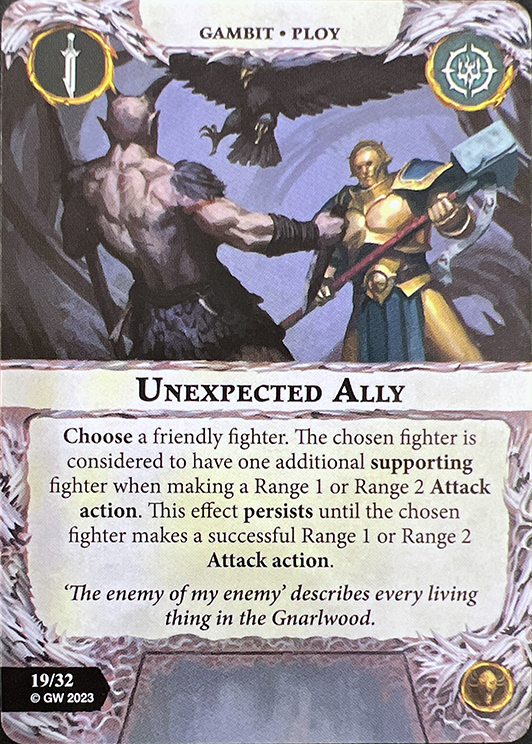 GAMBIT • PLOY
UNEXPECTED ALLY
Choose a friendly fighter. The chosen fighter is
considered to have one additional supporting
fighter when making a Range 1 or Range 2 Attack
action. This effect persists until the chosen
fighter makes a successful Range 1 or Range 2
Attack action.
‘The enemy of my enemy’ describes every living
thing in the Gnarlwood.
19/32
© GW 2023